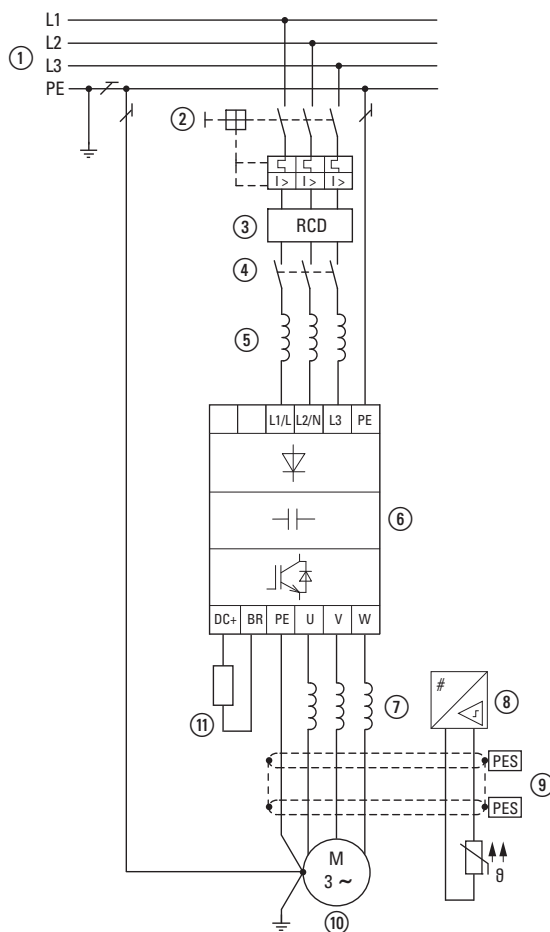 L1
L2
① L3
PE
②
I > I > I >
③ RCD
④
⑤
L1/L L2/N L3 PE
⑥
DC+ BR PE U V W
#
⑦ ⑧
⑪
PES
⑨
PES
M
3 ~
ϑ
⑩